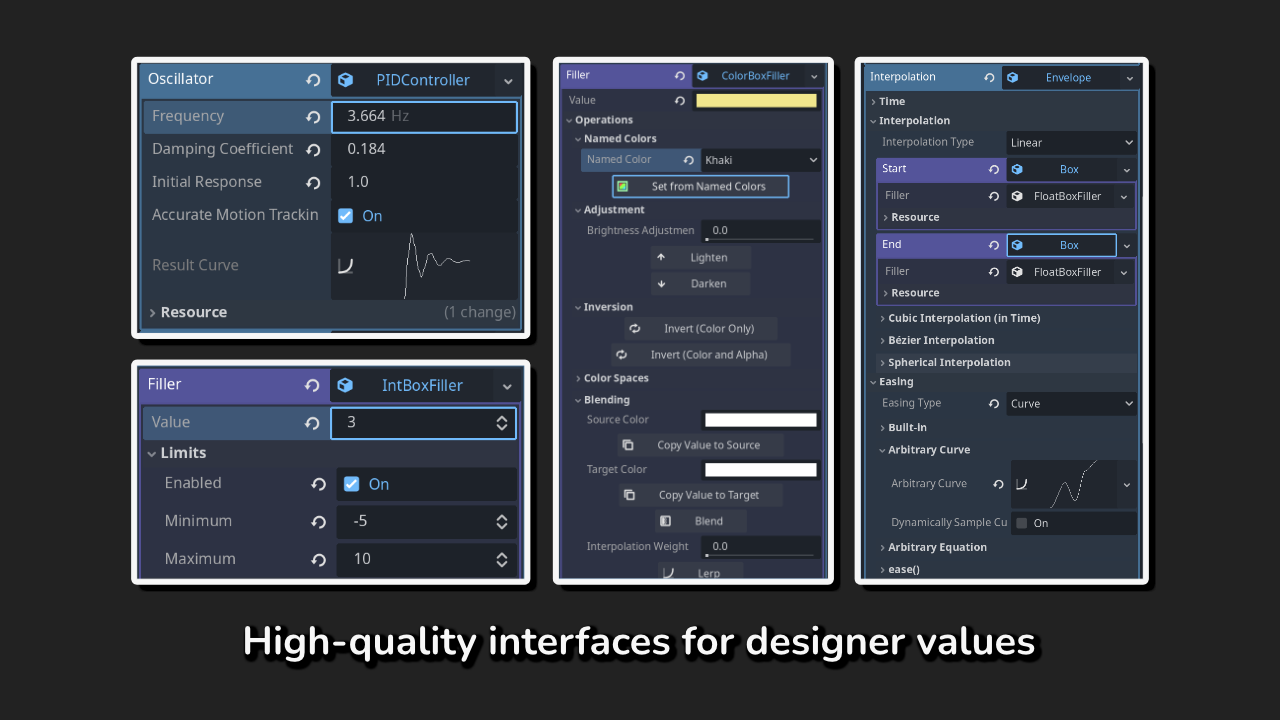 Oscillator PIDController
Frequency 3.664 Hz
Damping Coefficient 0.184
Initial Response 1.0
Accurate Motion Trackin On
Result Curve
Resource (1 change)
Filler IntBoxFiller
Value 3
Limits
Enabled On
Minimum -5
Maximum 10
Filler ColorBoxFiller
Value
Operations
Named Colors
Named Color Khaki
Set from Named Colors
Adjustment
Brightness Adjustmen 0.0
Lighten
Darken
Inversion
Invert (Color Only)
Invert (Color and Alpha)
Color Spaces
Blending
Source Color
Copy Value to Source
Target Color
Copy Value to Target
Blend
Interpolation Weight 0.0
Lerp
Interpolation Envelope
Time
Interpolation
Interpolation Type Linear
Start Box
Filler FloatBoxFiller
Resource
End Box
Filler FloatBoxFiller
Resource
Cubic Interpolation (in Time)
Bézier Interpolation
Spherical Interpolation
Easing
Easing Type Curve
Built-in
Arbitrary Curve
Arbitrary Curve
Dynamically Sample Cu On
Arbitrary Equation
ease()
High-quality interfaces for designer values